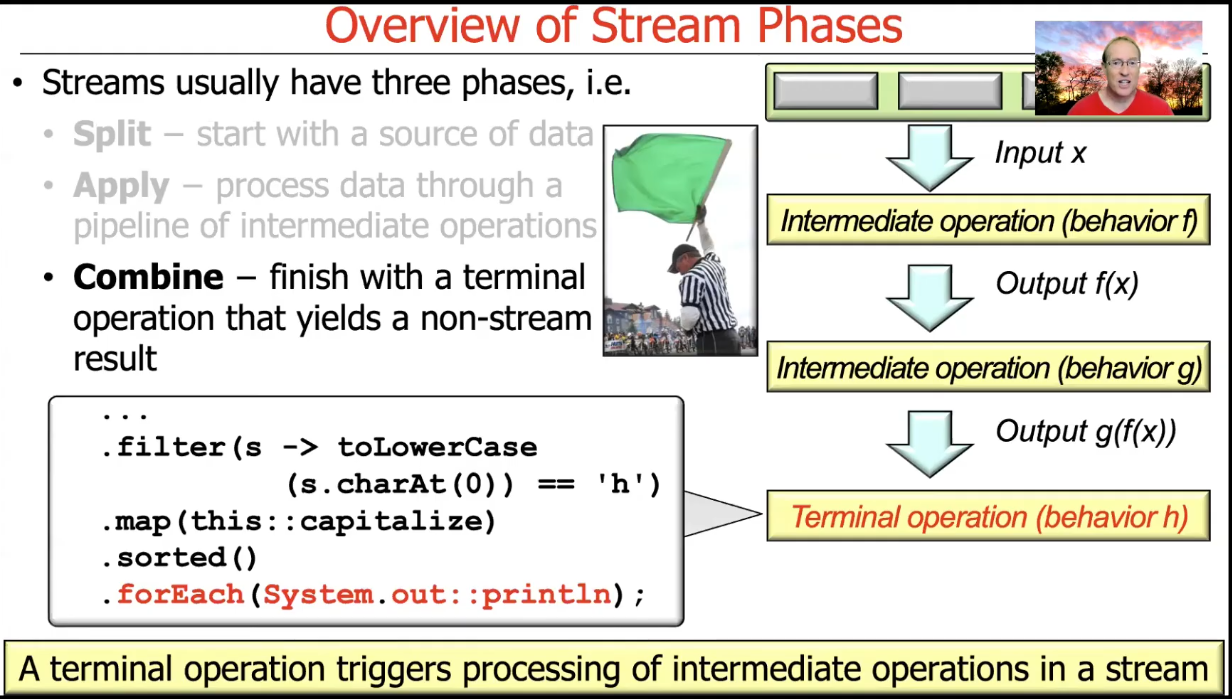 Overview of Stream Phases
• Streams usually have three phases, i.e.
• Split – start with a source of data
• Apply – process data through a
pipeline of intermediate operations
• Combine – finish with a terminal
operation that yields a non-stream
result
...
.filter(s -> toLowerCase
(s.charAt(0)) == 'h')
.map(this::capitalize)
.sorted()
.forEach(System.out::println);
Input x
Intermediate operation (behavior f)
Output f(x)
Intermediate operation (behavior g)
Output g(f(x))
Terminal operation (behavior h)
A terminal operation triggers processing of intermediate operations in a stream